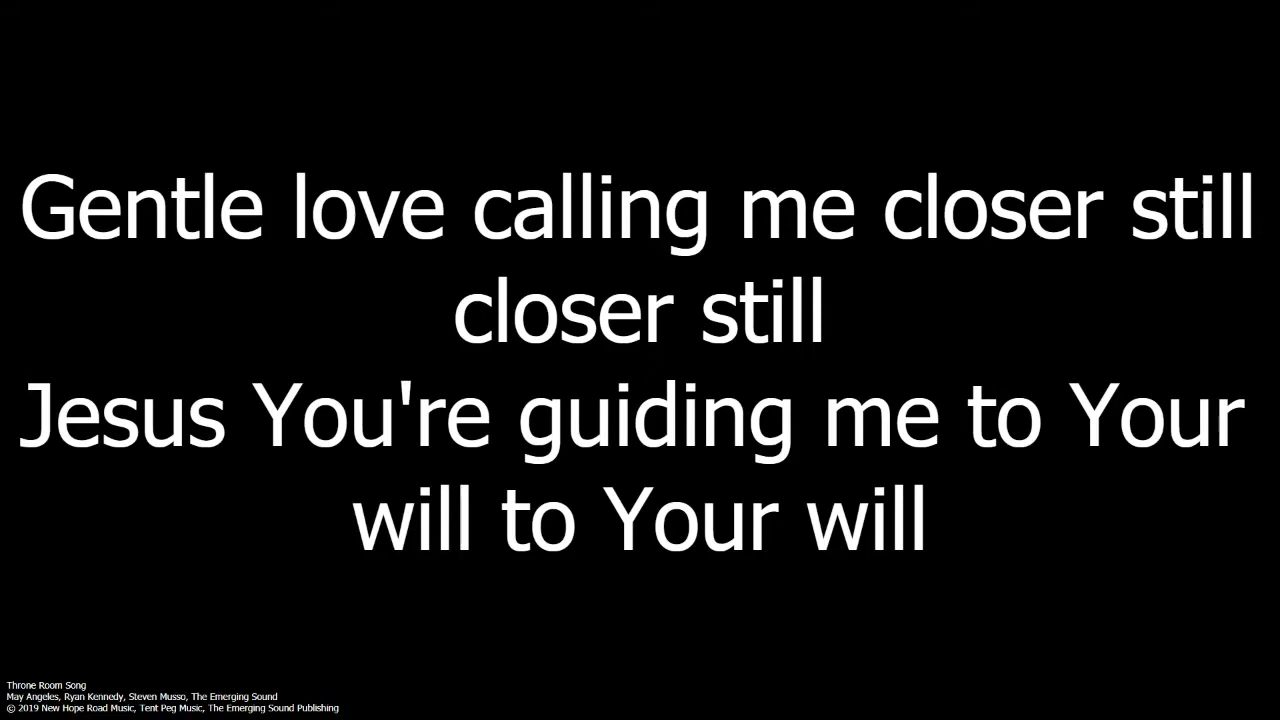 Gentle love calling me closer still
closer still
Jesus You're guiding me to Your
will to Your will
Throne Room Song
May Angeles, Ryan Kennedy, Steven Musso, The Emerging Sound
© 2019 New Hope Road Music, Tent Peg Music, The Emerging Sound Publishing